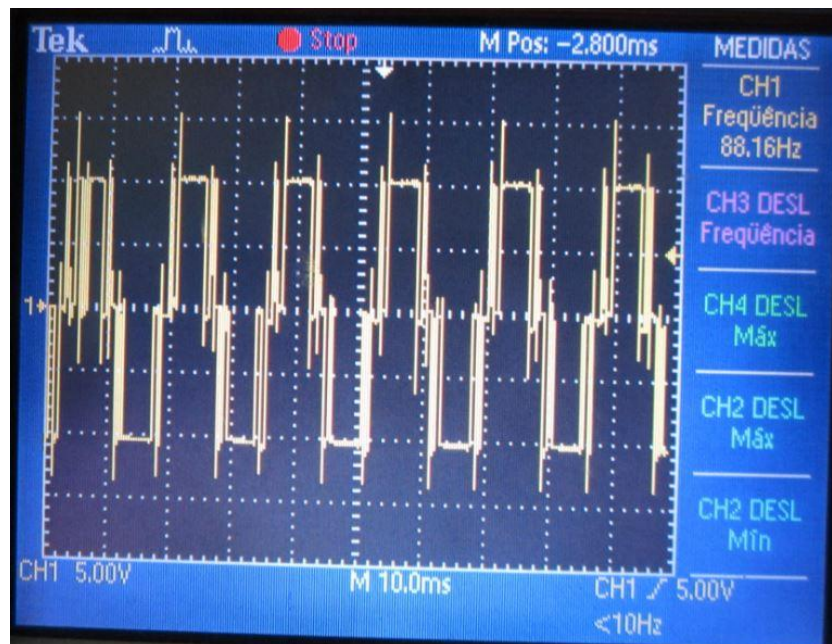 Tek Stop M Pos: -2.800ms
MEDIDAS
CH1
Freqüência
88.16Hz
CH3 DESL
Freqüência
CH4 DESL
Máx
CH2 DESL
Máx
CH2 DESL
Mín
1
CH1 5.00V M 10.0ms CH1 5.00V
<10Hz